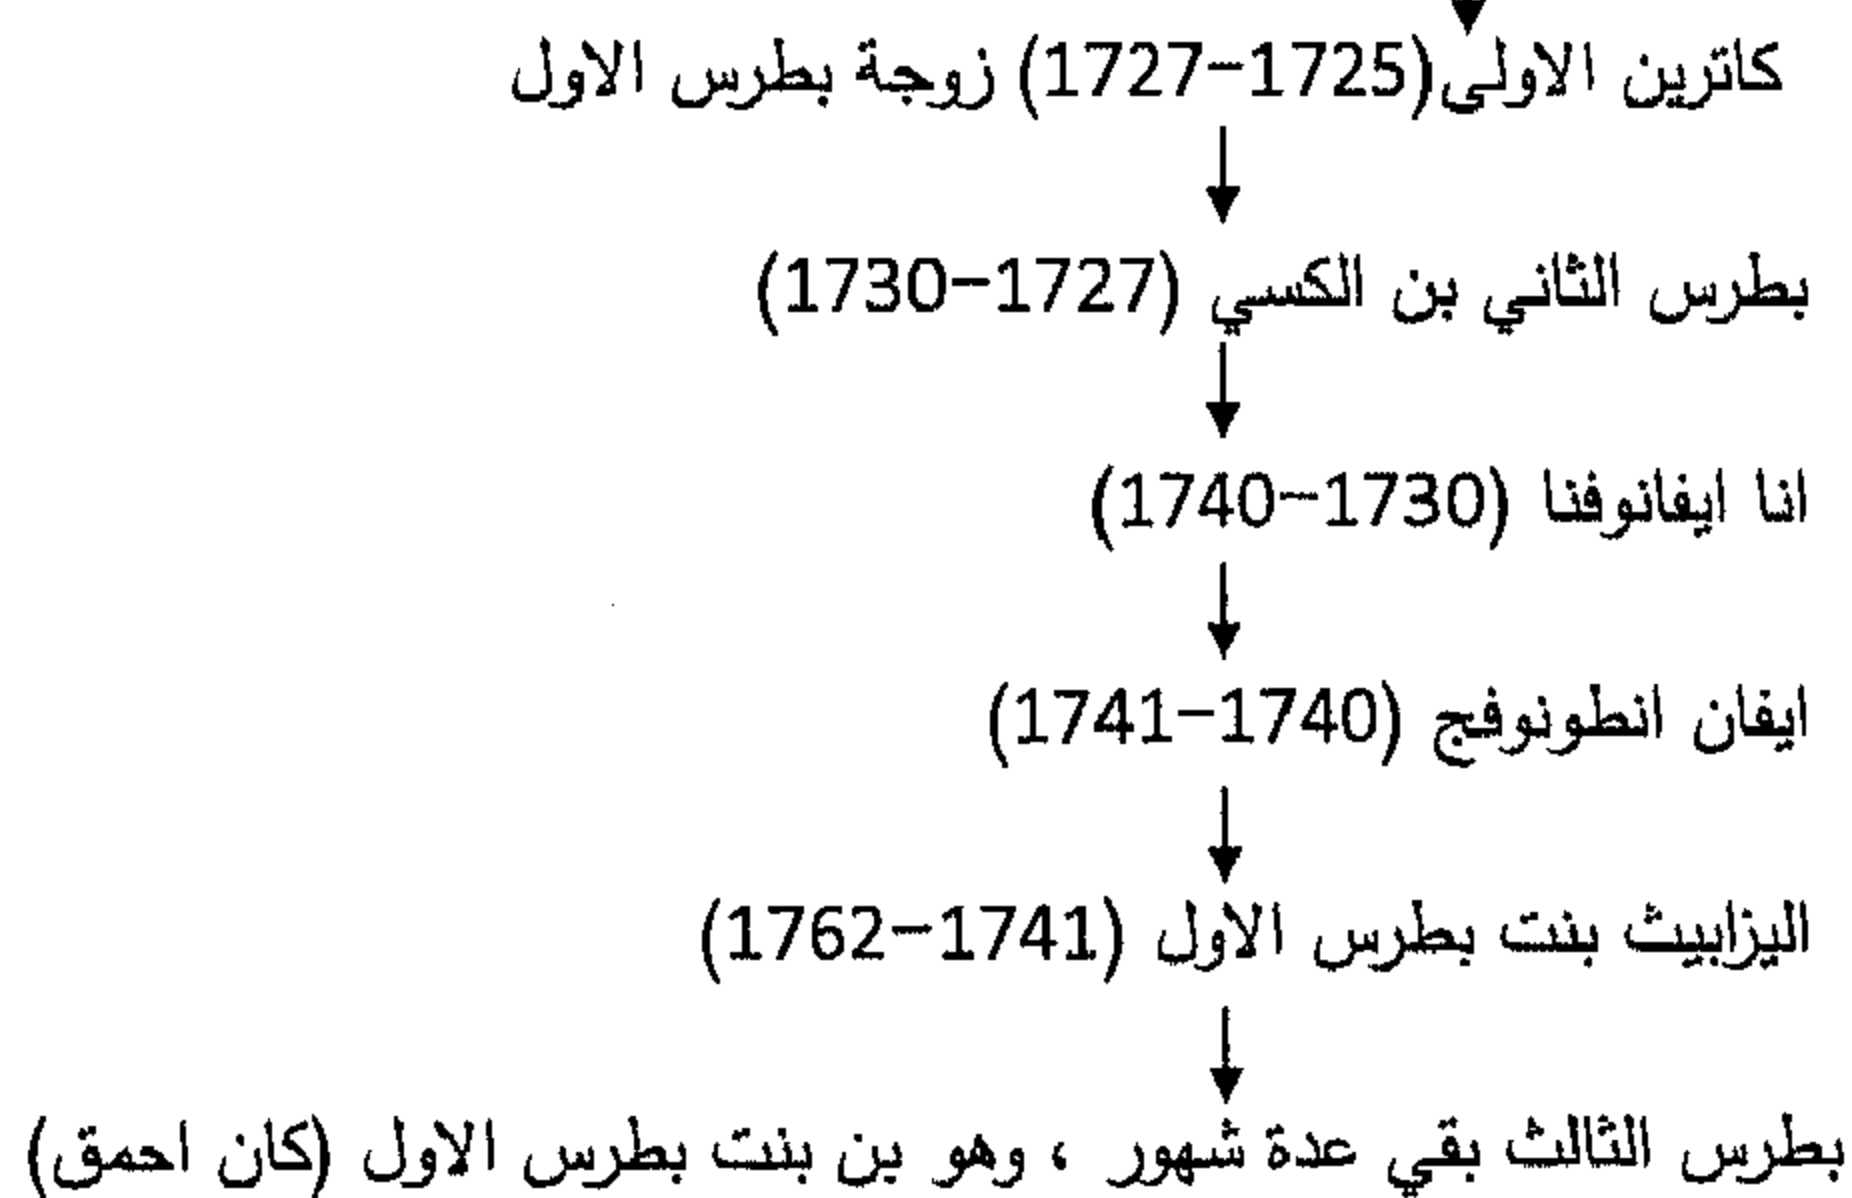 كاترين الاولى(1725-1727) زوجة بطرس الاول
بطرس الثاني بن الكسي (1727-1730)
انا ايفانوفنا (1730-1740)
ايفان انطونوفج (1740-1741)
اليزابيث بنت بطرس الاول (1741-1762)
بطرس الثالث بقي عدة شهور ، وهو بن بنت بطرس الاول (كان احمق)